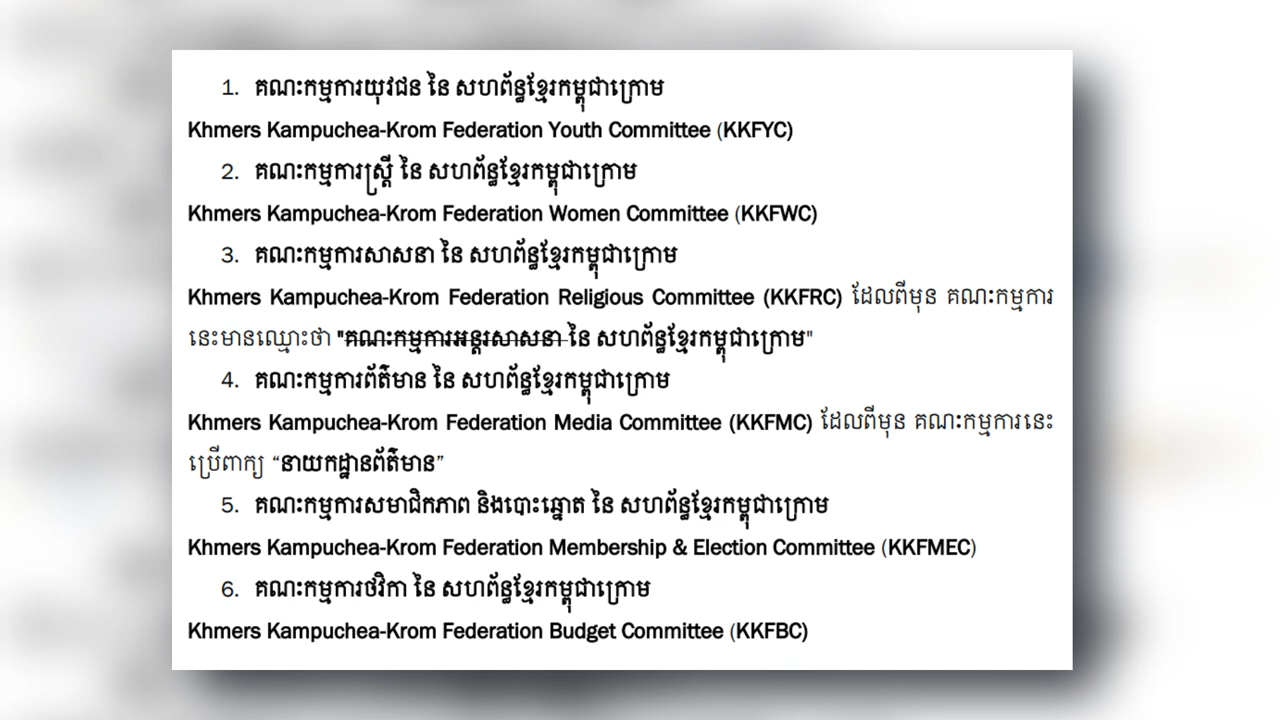 1. គណៈកម្មការយុវជន នៃ សហព័ន្ធខ្មែរកម្ពុជាក្រោម
Khmers Kampuchea-Krom Federation Youth Committee (KKFYC)
2. គណៈកម្មការស្ត្រី នៃ សហព័ន្ធខ្មែរកម្ពុជាក្រោម
Khmers Kampuchea-Krom Federation Women Committee (KKFWC)
3. គណៈកម្មការសាសនា នៃ សហព័ន្ធខ្មែរកម្ពុជាក្រោម
Khmers Kampuchea-Krom Federation Religious Committee (KKFRC) ដែលពីមុន គណៈកម្មការ
នេះមានឈ្មោះថា "គណៈកម្មការអន្តរសាសនា នៃ សហព័ន្ធខ្មែរកម្ពុជាក្រោម"
4. គណៈកម្មការព័ត៌មាន នៃ សហព័ន្ធខ្មែរកម្ពុជាក្រោម
Khmers Kampuchea-Krom Federation Media Committee (KKFMC) ដែលពីមុន គណៈកម្មការនេះ
ប្រើពាក្យ “នាយកដ្ឋានព័ត៌មាន”
5. គណៈកម្មការសមាជិកភាព និងបោះឆ្នោត នៃ សហព័ន្ធខ្មែរកម្ពុជាក្រោម
Khmers Kampuchea-Krom Federation Membership & Election Committee (KKFMEC)
6. គណៈកម្មការថវិកា នៃ សហព័ន្ធខ្មែរកម្ពុជាក្រោម
Khmers Kampuchea-Krom Federation Budget Committee (KKFBC)